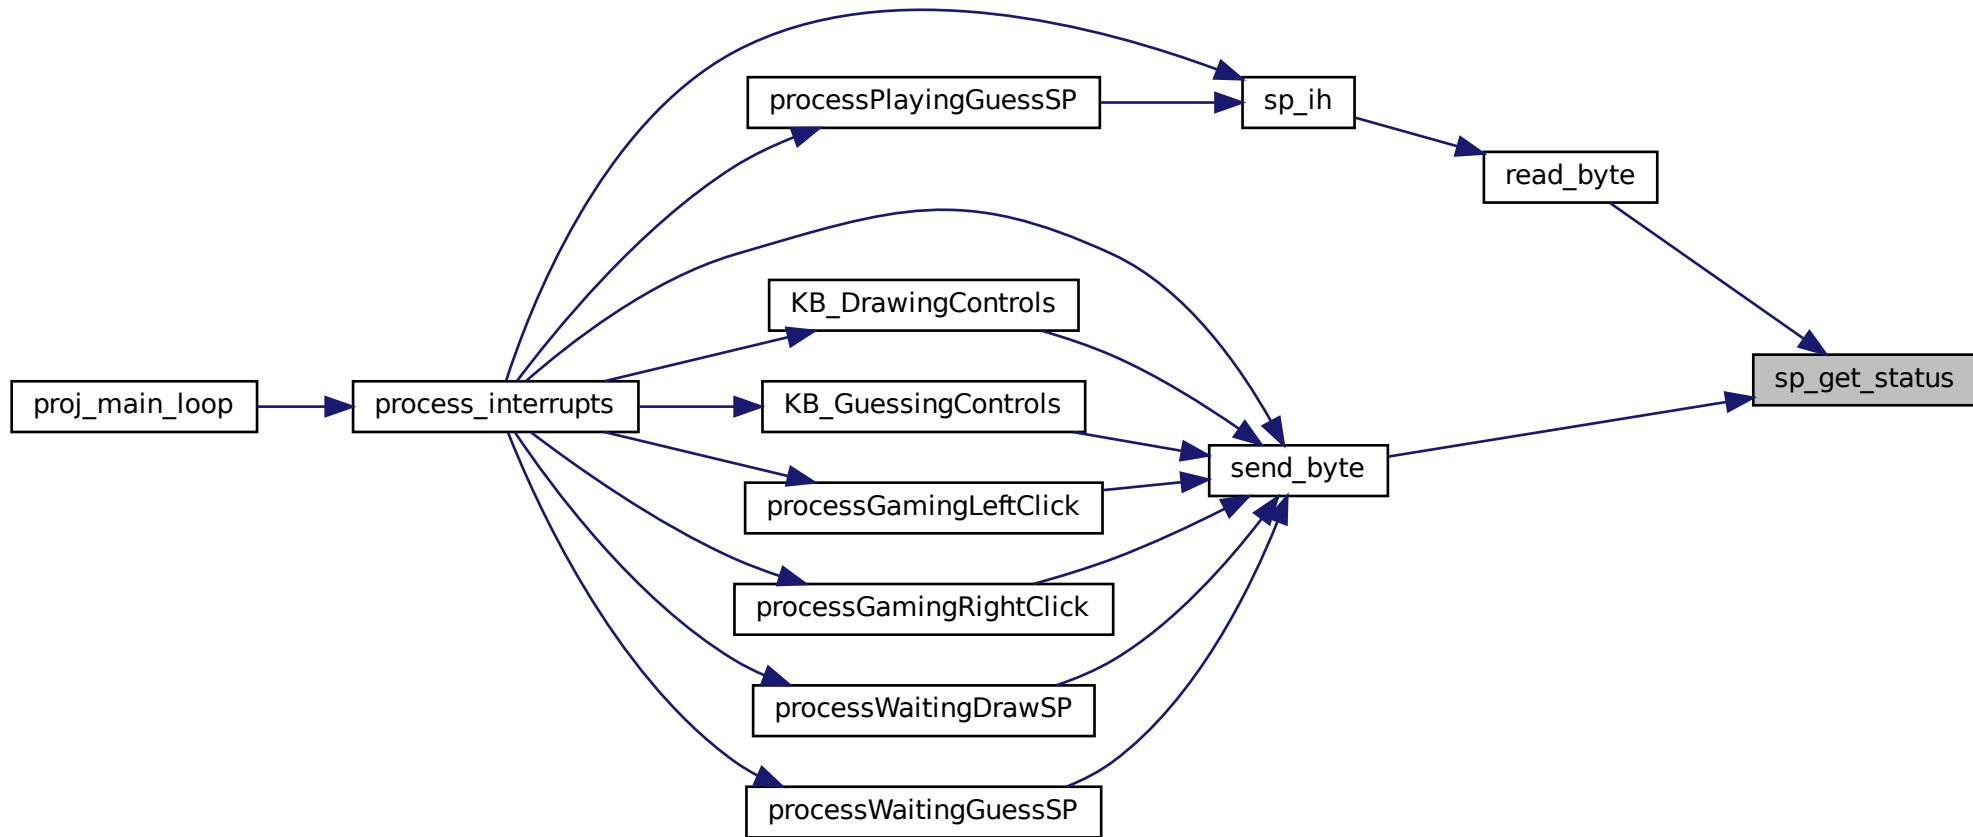 processPlayingGuessSP
sp_ih
read_byte
KB_DrawingControls
sp_get_status
proj_main_loop
process_interrupts
KB_GuessingControls
send_byte
processGamingLeftClick
processGamingRightClick
processWaitingDrawSP
processWaitingGuessSP